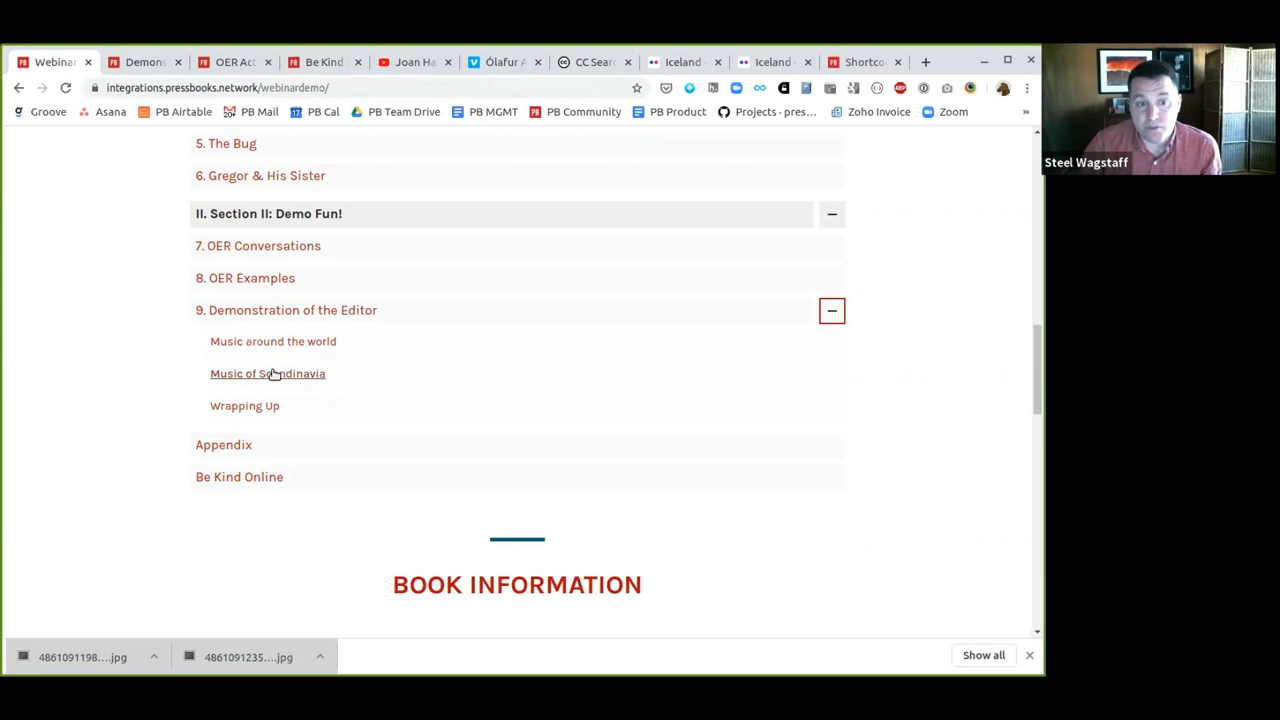 Webinar
Demons
OER Act
Be Kind
Joan Ha
Ólafur A
CC Sear
Iceland -
Iceland -
Shortco
integrations.pressbooks.network/webinardemo/
Groove
Asana
PB Airtable
PB Mail
PB Cal
PB Team Drive
PB MGMT
PB Community
PB Product
Projects · pres…
Zoho Invoice
Zoom
»
5. The Bug
6. Gregor & His Sister
II. Section II: Demo Fun!
7. OER Conversations
8. OER Examples
9. Demonstration of the Editor
Music around the world
Music of Scandinavia
Wrapping Up
Appendix
Be Kind Online
BOOK INFORMATION
4861091198....jpg
4861091235....jpg
Show all
Steel Wagstaff